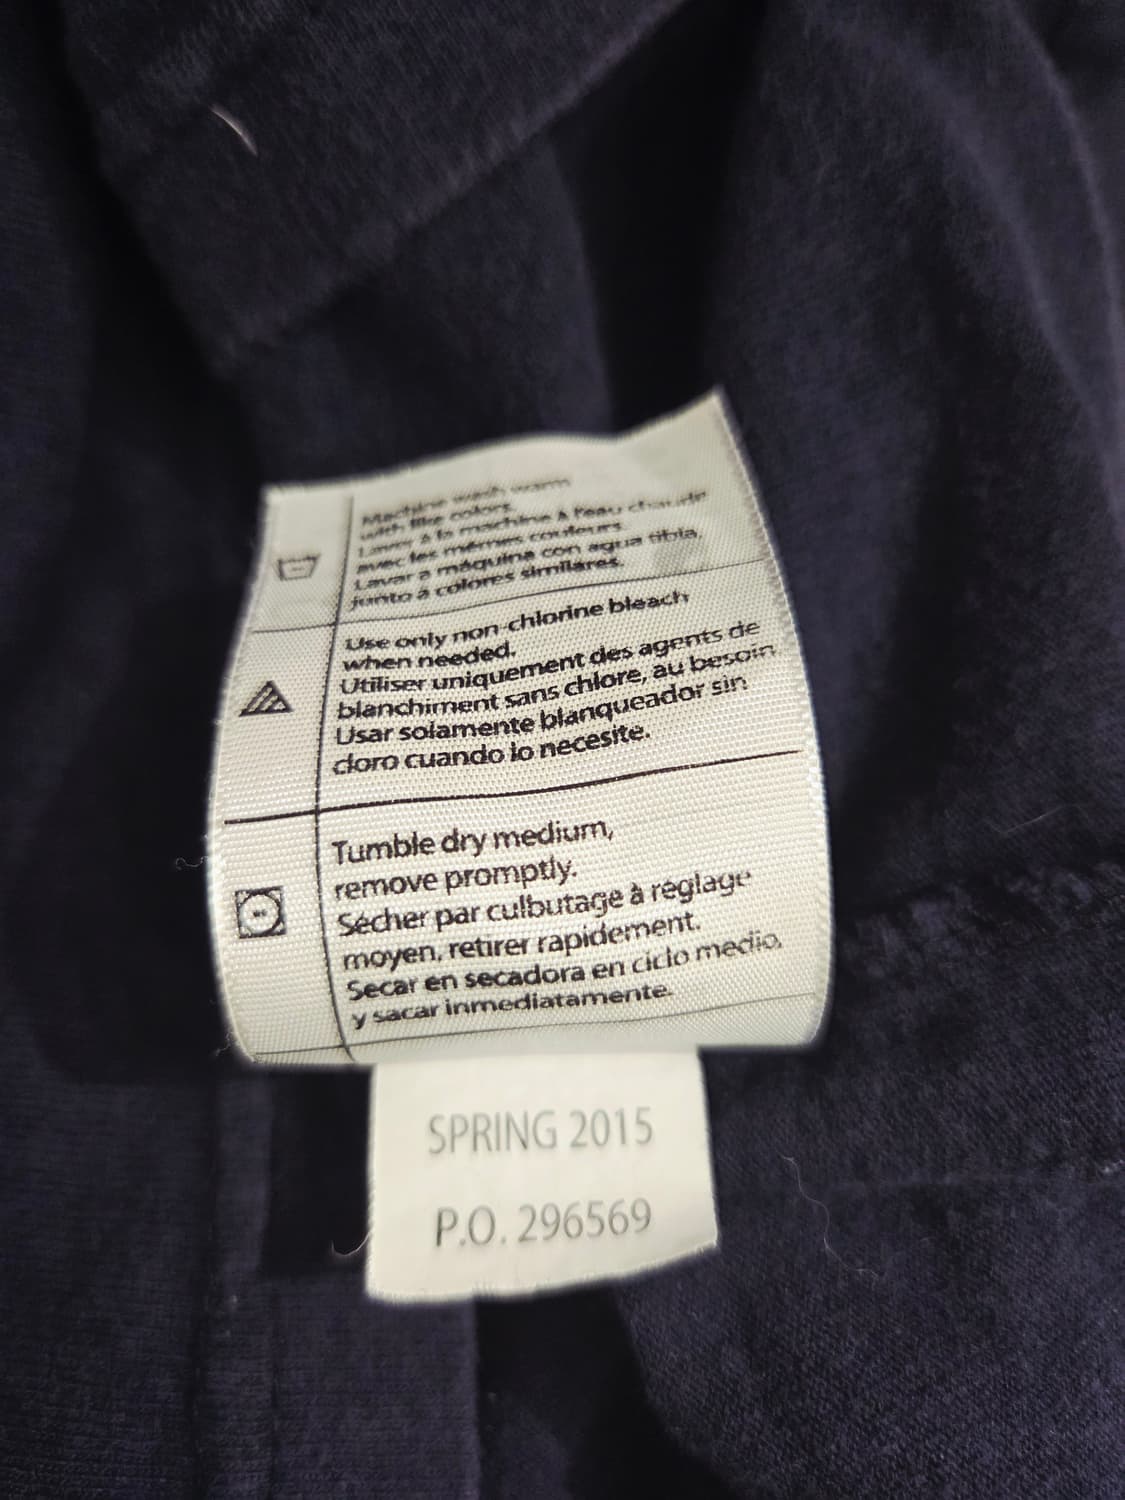 Machine wash warm
with like colors.
Laver à la machine à l'eau chaude
avec les mêmes couleurs.
Lavar a máquina con agua tibia,
junto a colores similares.
Use only non-chlorine bleach
when needed.
Utiliser uniquement des agents de
blanchiment sans chlore, au besoin
Usar solamente blanqueador sin
cloro cuando lo necesite.
Tumble dry medium,
remove promptly.
Sécher par culbutage à réglage
moyen, retirer rapidement.
Secar en secadora en ciclo medio,
y sacar inmediatamente.
SPRING 2015
P.O. 296569